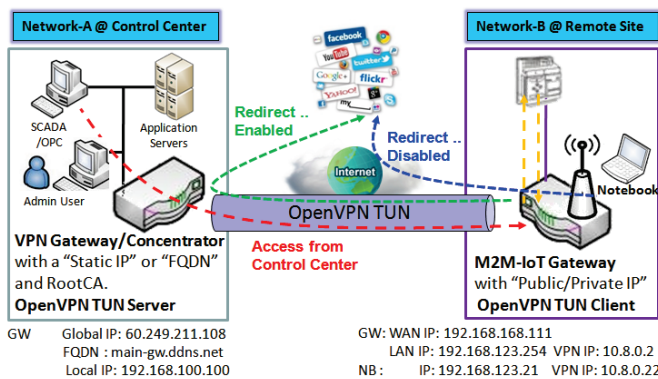 Network-A @ Control Center
Network-B @ Remote Site
facebook
YouTube
twitter
Google+
flickr
YAHOO!
my
SCADA
/OPC
Application
Servers
Admin User
Redirect ..
Enabled
Redirect ..
Disabled
Internet
Notebook
OpenVPN TUN
Access from
Control Center
VPN Gateway/Concentrator
with a “Static IP” or “FQDN”
and RootCA.
OpenVPN TUN Server
M2M-IoT Gateway
with “Public/Private IP”
OpenVPN TUN Client
GW Global IP: 60.249.211.108
FQDN : main-gw.ddns.net
Local IP: 192.168.100.100
GW: WAN IP: 192.168.168.111
LAN IP: 192.168.123.254 VPN IP: 10.8.0.2
NB : IP: 192.168.123.21 VPN IP: 10.8.0.22